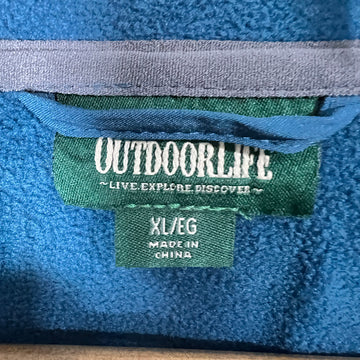 OUTDOORLIFE
~LIVE.EXPLORE.DISCOVER~
XL/EG
MADE IN
CHINA